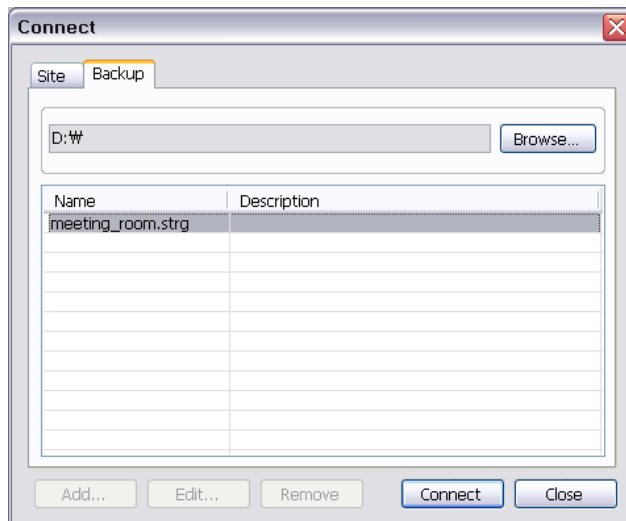 Connect
Site Backup
D:₩ Browse...
Name Description
meeting_room.strg
Add... Edit... Remove Connect Close